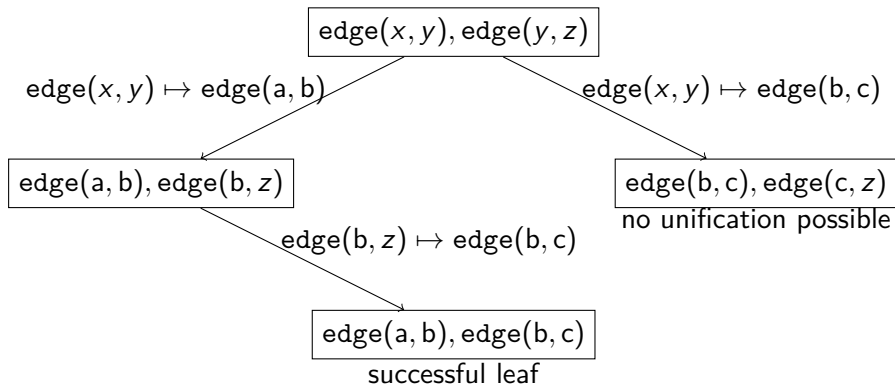 edge(x, y), edge(y, z)
edge(x, y) ↦ edge(a, b)
edge(x, y) ↦ edge(b, c)
edge(a, b), edge(b, z)
edge(b, c), edge(c, z)
no unification possible
edge(b, z) ↦ edge(b, c)
edge(a, b), edge(b, c)
successful leaf